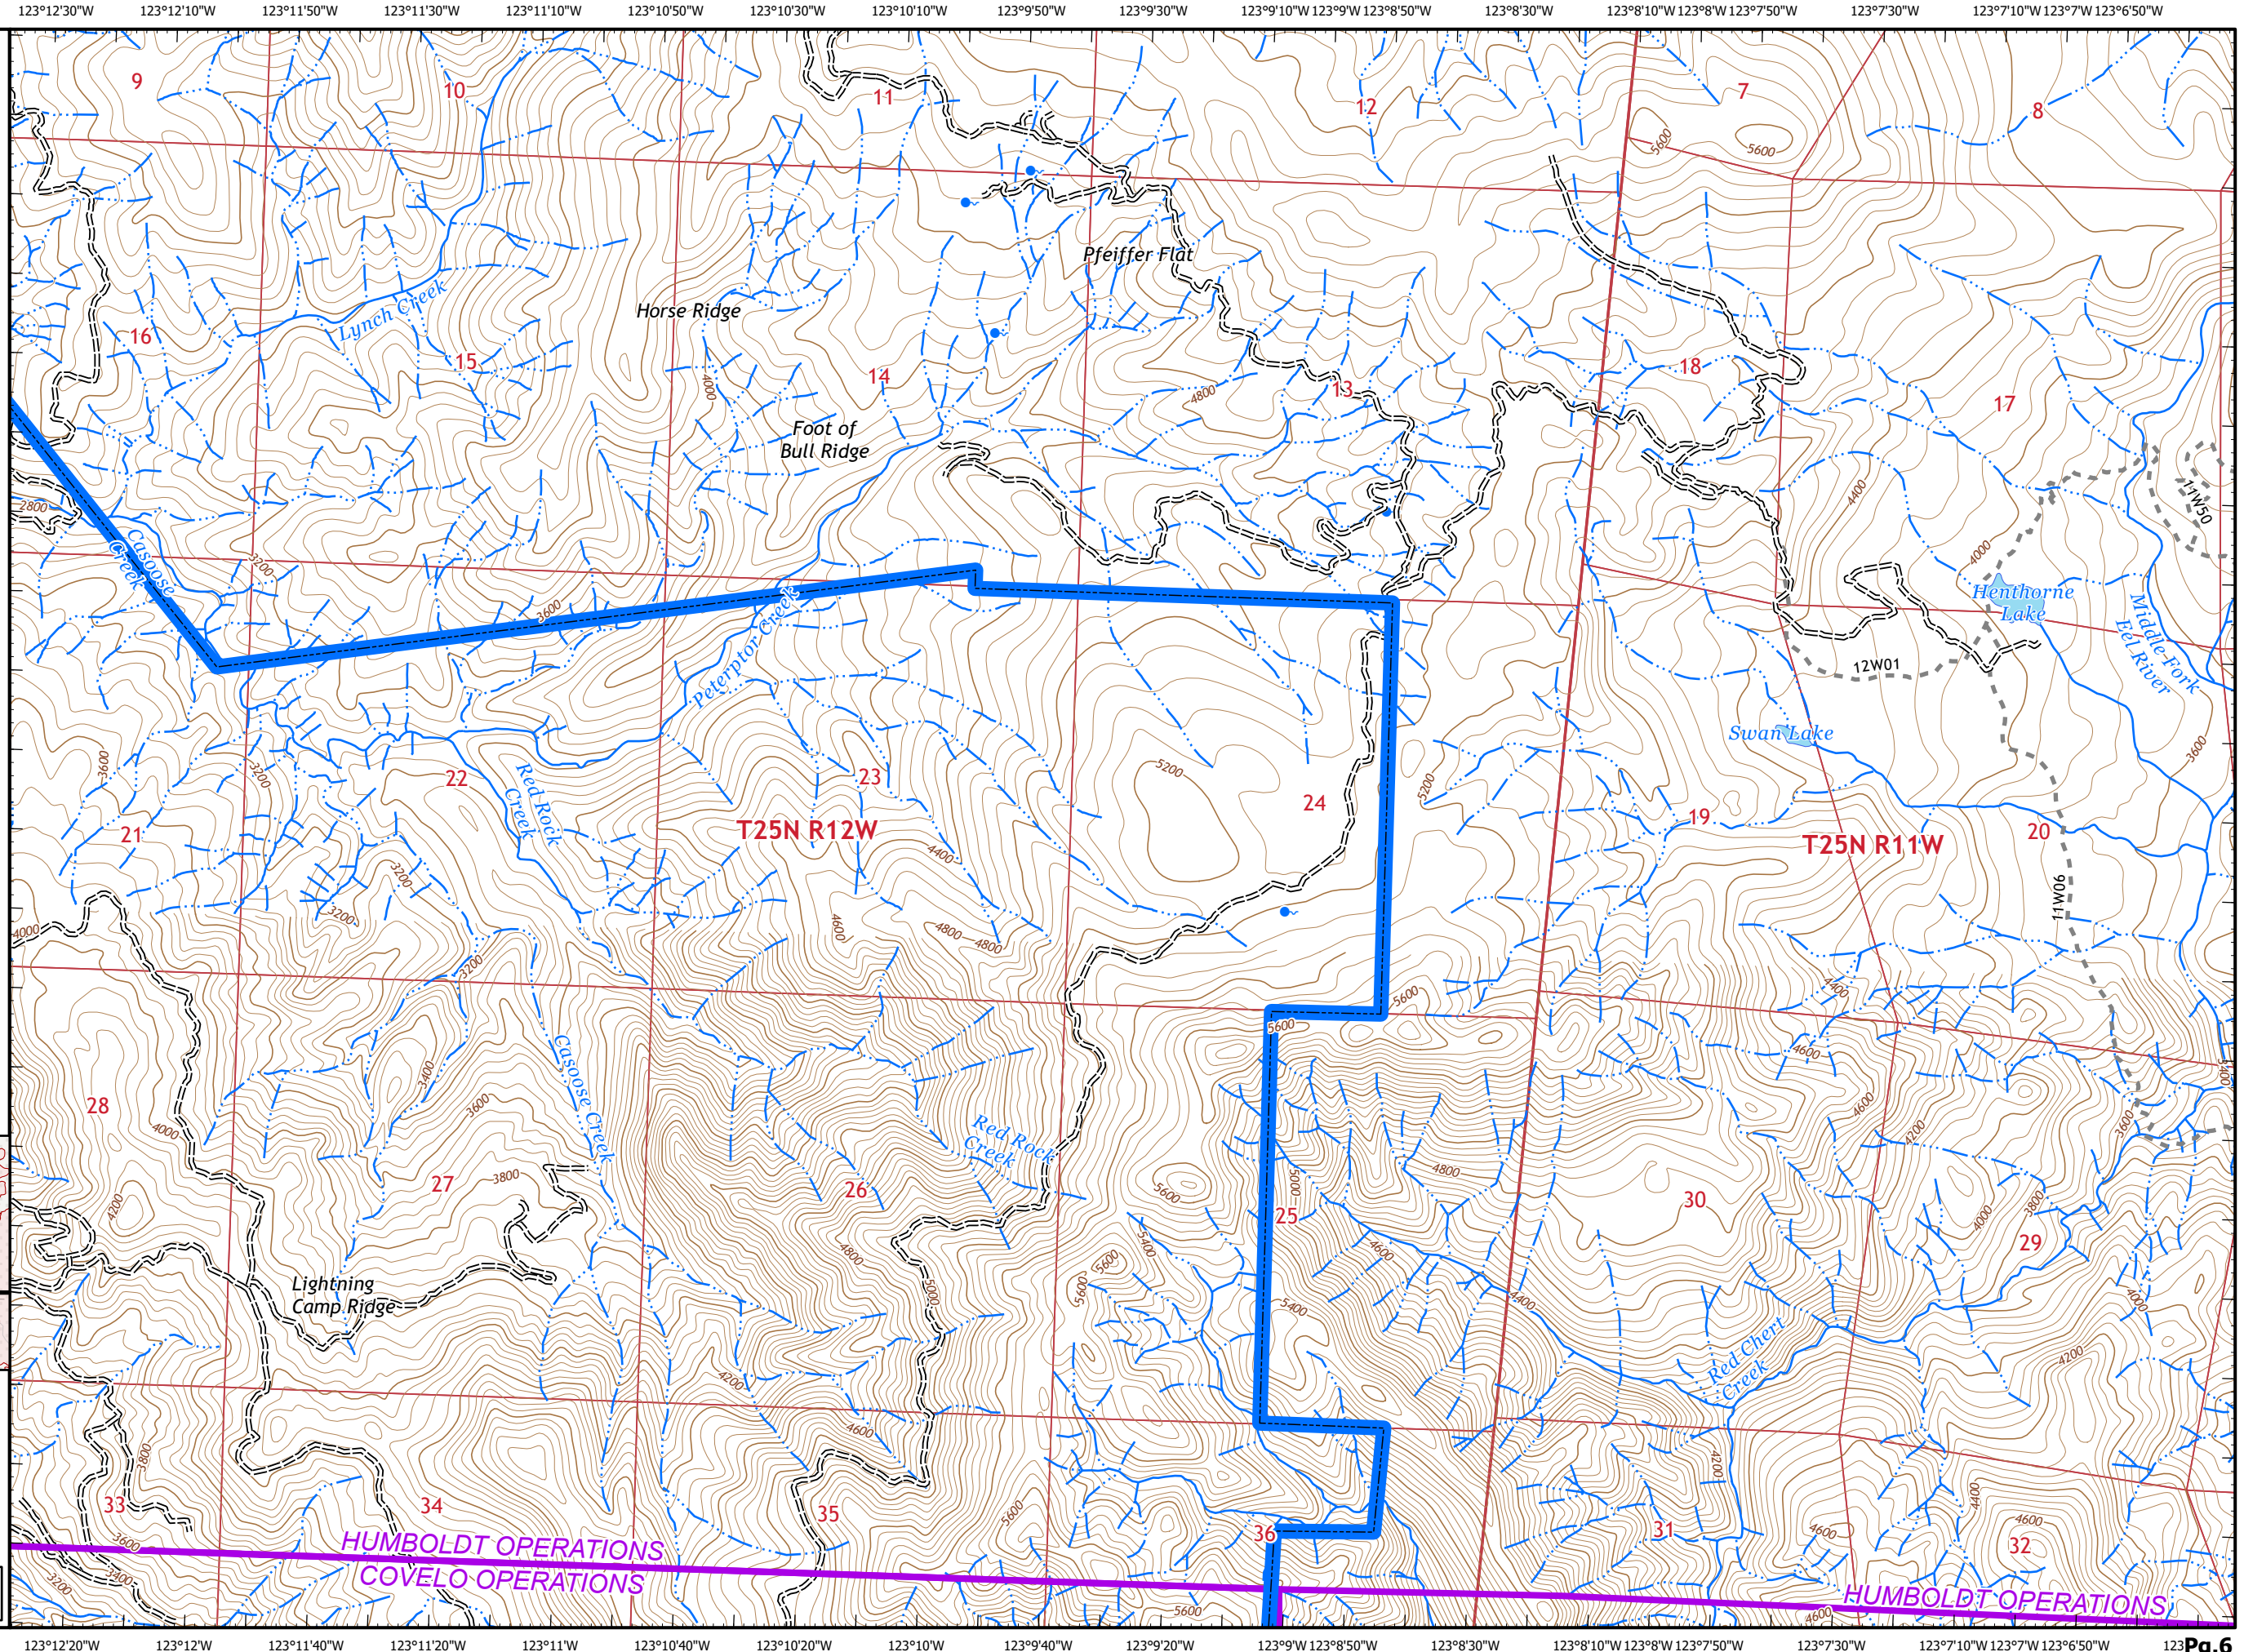 123°12'30"W 123°12'10"W 123°11'50"W 123°11'30"W 123°11'10"W 123°10'50"W 123°10'30"W 123°10'10"W 123°9'50"W 123°9'30"W 123°9'10"W 123°9'W 123°8'50"W 123°8'30"W 123°8'10"W 123°8'W 123°7'50"W 123°7'30"W 123°7'10"W 123°7'W 123°6'50"W
9
10
11
12
7
8
5600
5600
Pfeiffer Flat
Horse Ridge
Lynch Creek
16
15
14
13
18
17
4000
4800
Foot of
Bull Ridge
2800
4400
11W50
Casoose
Creek
3200
3600
4000
Henthorne
Lake
Middle Fork
Eel River
Peterptor Creek
12W01
Swan Lake
3600
3200
22
Red Rock
Creek
23
5200
5200
24
3600
21
T25N R12W
19
T25N R11W
20
4400
3200
3200
4000
4600
4800
4800
11W06
3200
5600
4400
5600
4600
3400
3400
28
4000
3600
Casoose Creek
Red Rock
Creek
4600
4200
3600
27
3800
26
5600
5000
25
4800
30
4200
4800
5400
5600
4600
4000
3800
29
Lightning
Camp Ridge
5000
5600
5400
4400
4000
Red Chert
Creek
4200
4200
4600
3800
4200
33
34
35
5600
36
31
4400
4600
4600
32
3600
HUMBOLDT OPERATIONS
COVELO OPERATIONS
3200
3400
5600
HUMBOLDT OPERATIONS
4600
123°12'20"W 123°12'W 123°11'40"W 123°11'20"W 123°11'W 123°10'40"W 123°10'20"W 123°10'W 123°9'40"W 123°9'20"W 123°9'W 123°8'50"W 123°8'30"W 123°8'10"W 123°8'W 123°7'50"W 123°7'30"W 123°7'10"W 123°7'W 123°6'50"W
Pg.6